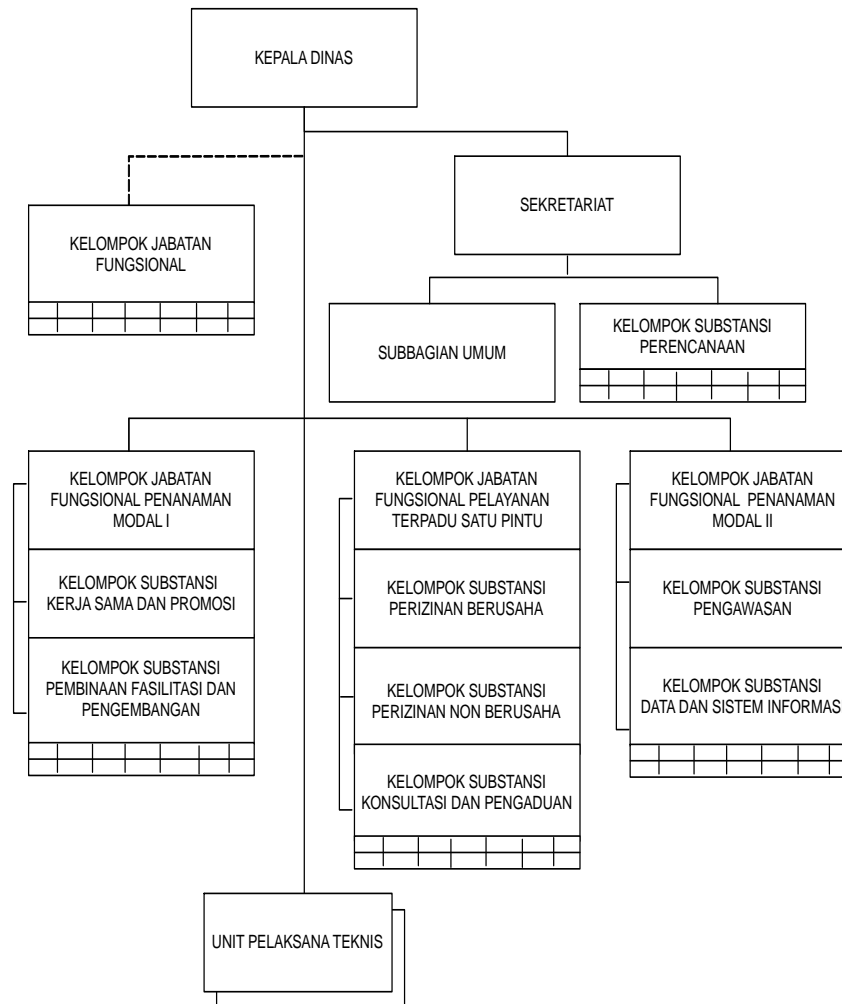 KEPALA DINAS
SEKRETARIAT
KELOMPOK JABATAN
FUNGSIONAL
SUBBAGIAN UMUM
KELOMPOK SUBSTANSI
PERENCANAAN
KELOMPOK JABATAN
FUNGSIONAL PENANAMAN
MODAL I
KELOMPOK SUBSTANSI
KERJA SAMA DAN PROMOSI
KELOMPOK SUBSTANSI
PEMBINAAN FASILITASI DAN
PENGEMBANGAN
KELOMPOK JABATAN
FUNGSIONAL PELAYANAN
TERPADU SATU PINTU
KELOMPOK SUBSTANSI
PERIZINAN BERUSAHA
KELOMPOK SUBSTANSI
PERIZINAN NON BERUSAHA
KELOMPOK SUBSTANSI
KONSULTASI DAN PENGADUAN
KELOMPOK JABATAN
FUNGSIONAL PENANAMAN
MODAL II
KELOMPOK SUBSTANSI
PENGAWASAN
KELOMPOK SUBSTANSI
DATA DAN SISTEM INFORMASI
UNIT PELAKSANA TEKNIS